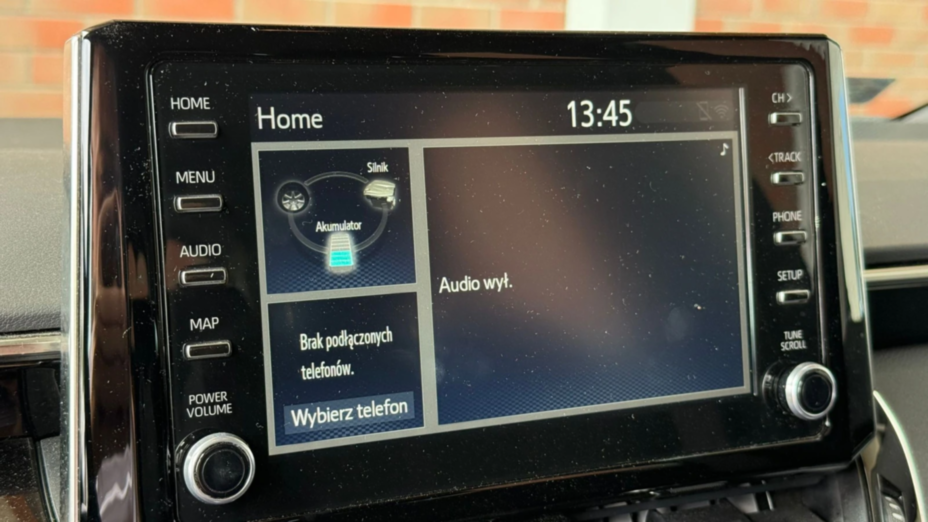 HOME
MENU
AUDIO
MAP
POWER
VOLUME
Home
13:45
Silnik
Akumulator
Brak podłączonych
telefonów.
Wybierz telefon
Audio wył.
CH >
< TRACK
PHONE
SETUP
TUNE
SCROLL